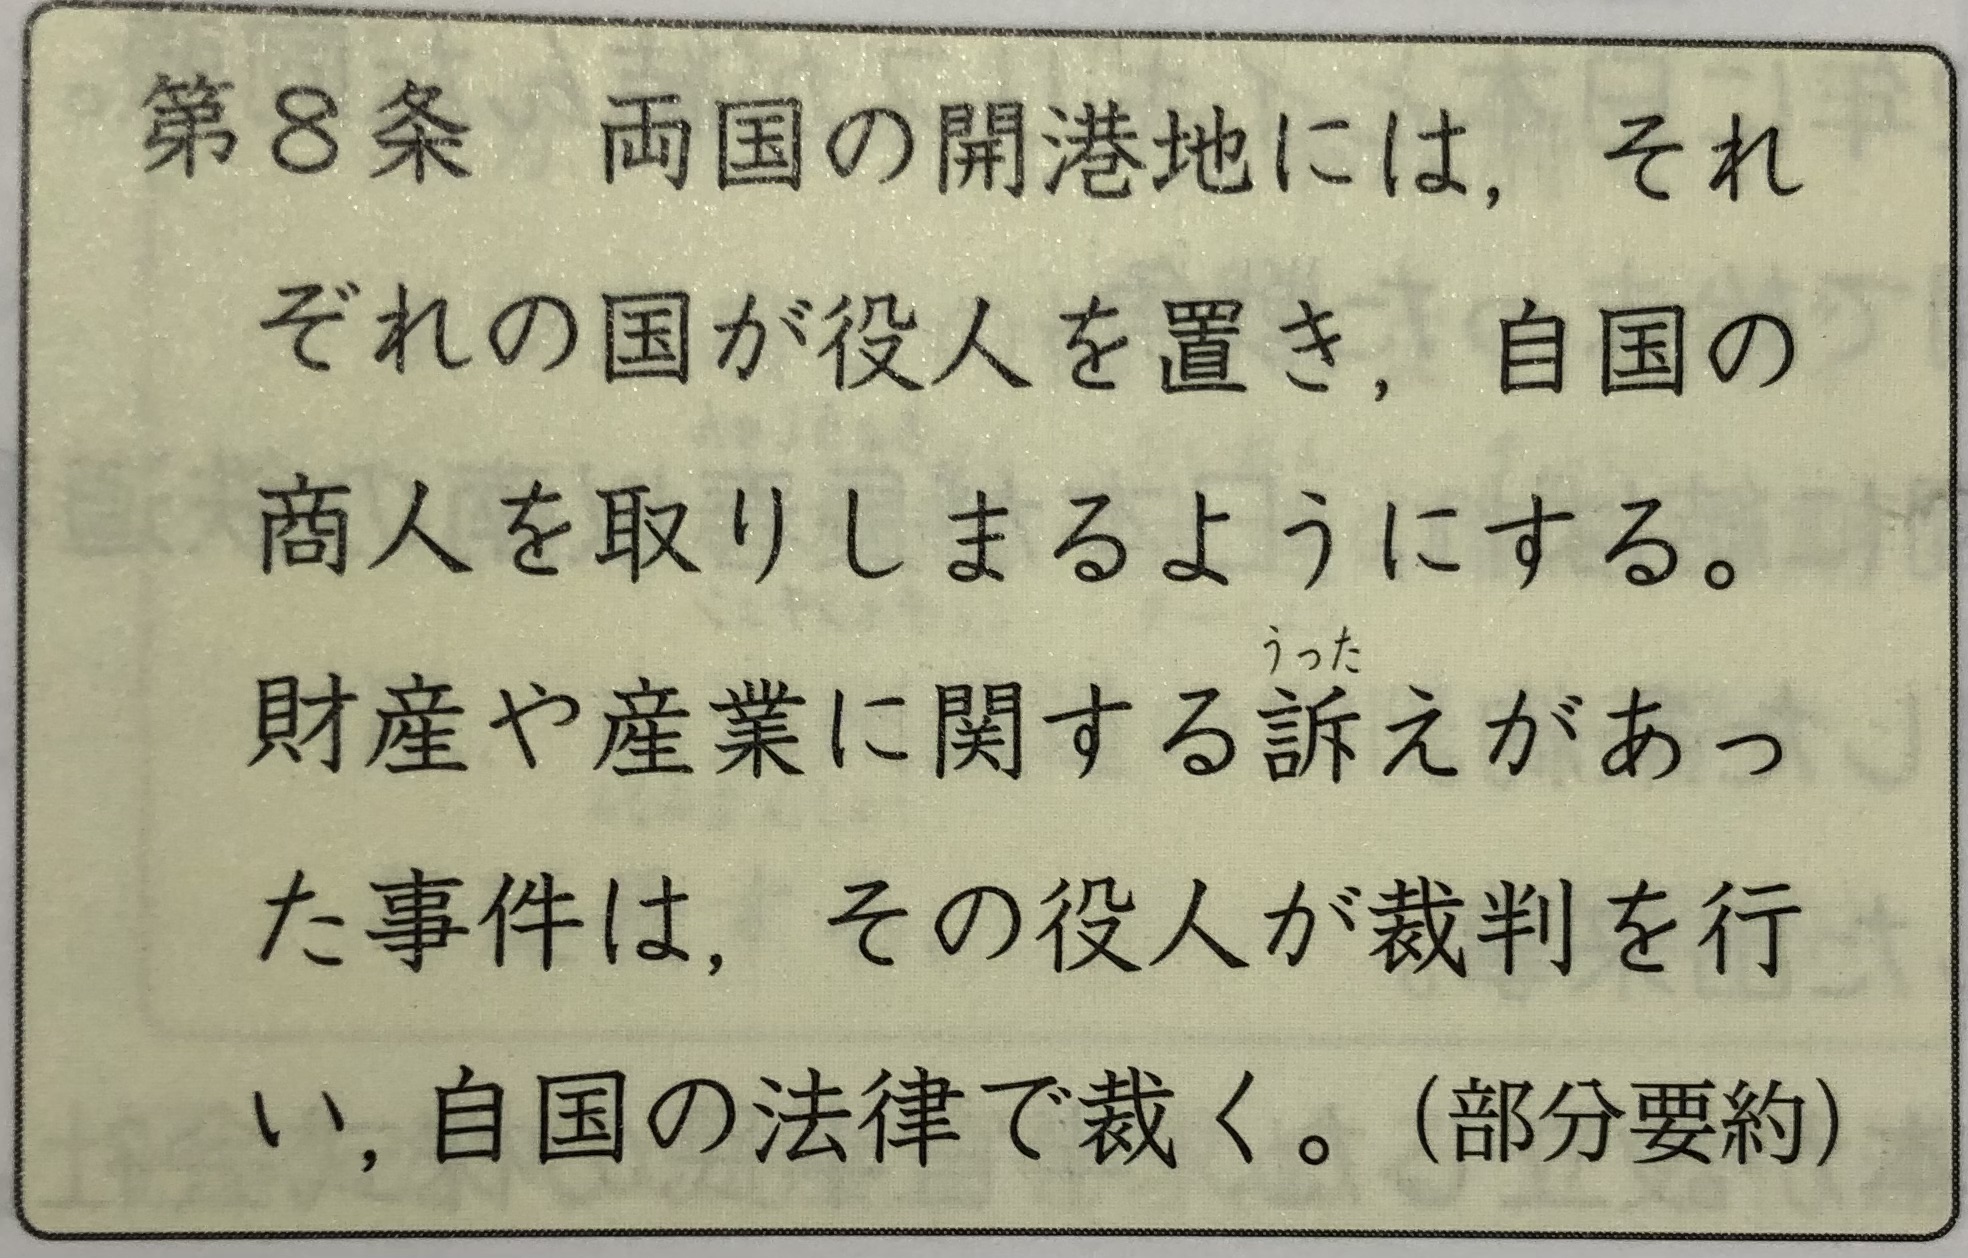 第8条　両国の開港地には，それ
ぞれの国が役人を置き，自国の
商人を取りしまるようにする。
うった
財産や産業に関する訴えがあっ
た事件は，その役人が裁判を行
い，自国の法律で裁く。（部分要約）